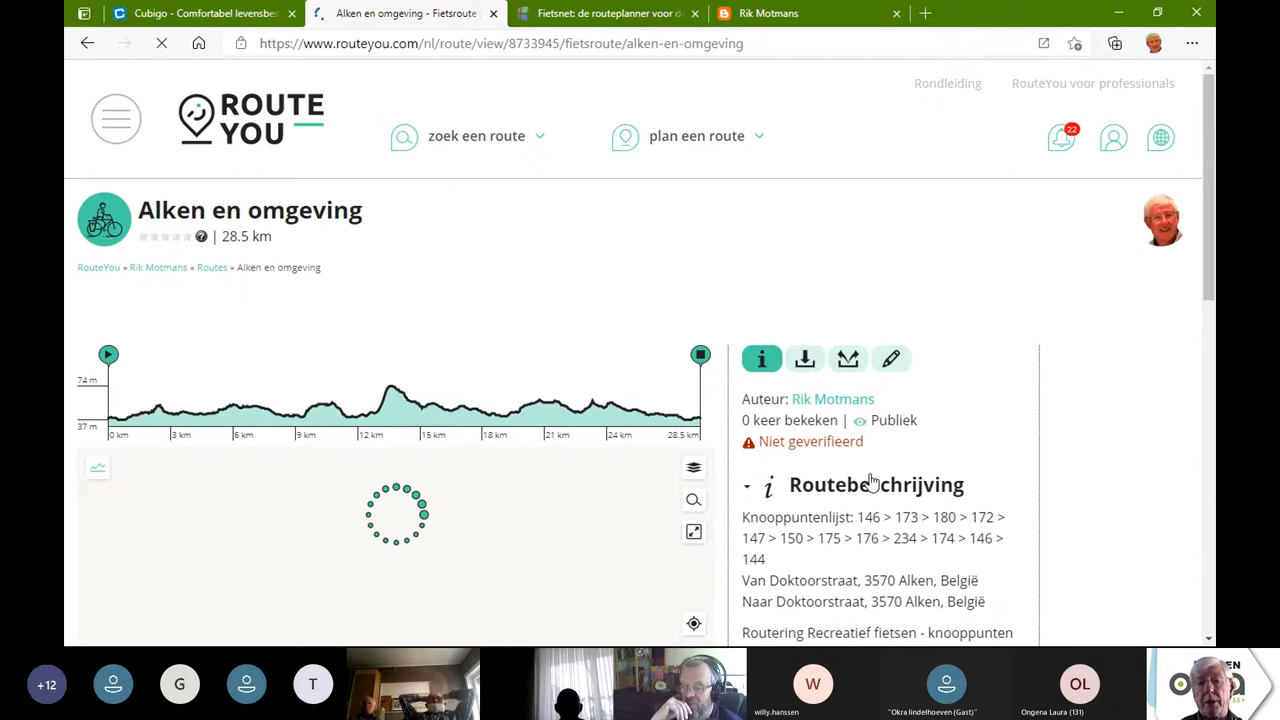 Cubigo - Comfortabel levensbes
Alken en omgeving - Fietsroute
Fietsnet: de routeplanner voor d
Rik Motmans
https://www.routeyou.com/nl/route/view/8733945/fietsroute/alken-en-omgeving
Rondleiding
RouteYou voor professionals
ROUTE
YOU
zoek een route
plan een route
22
Alken en omgeving
| 28.5 km
RouteYou » Rik Motmans » Routes » Alken en omgeving
74 m
37 m
0 km
3 km
6 km
9 km
12 km
15 km
18 km
21 km
24 km
28.5 km
Auteur: Rik Motmans
0 keer bekeken | Publiek
Niet geverifieerd
Routebeschrijving
Knooppuntenlijst: 146 > 173 > 180 > 172 >
147 > 150 > 175 > 176 > 234 > 174 > 146 >
144
Van Doktoorstraat, 3570 Alken, België
Naar Doktoorstraat, 3570 Alken, België
Routering Recreatief fietsen - knooppunten
+12
G
T
W
willy.hanssen
"Okra lindelhoeven (Gast)"
OL
Ongena Laura (131)